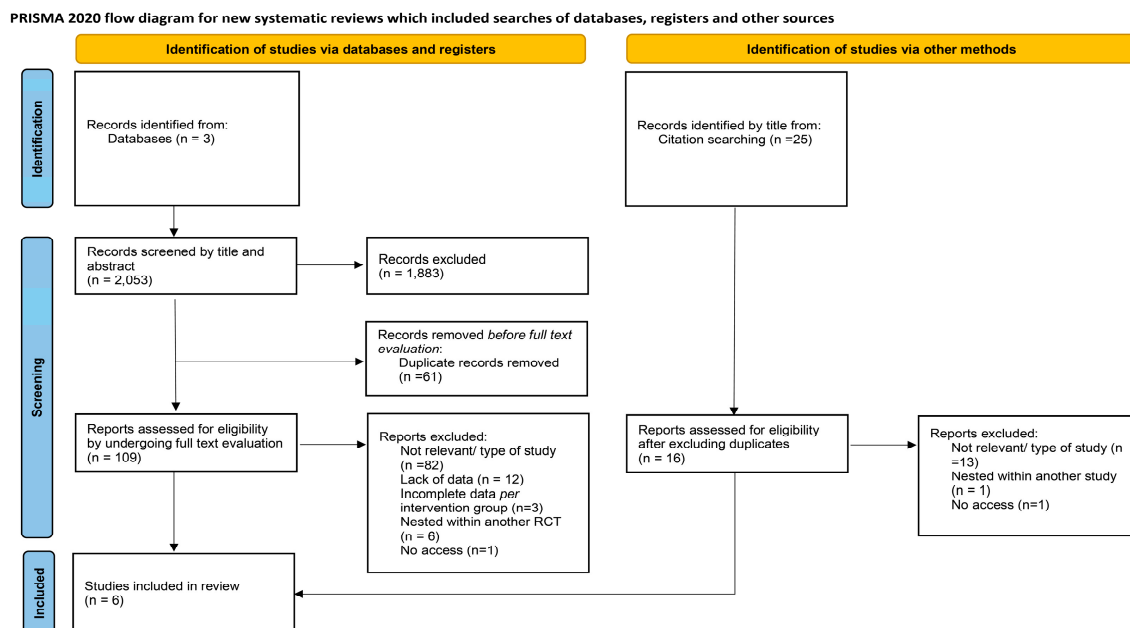 PRISMA 2020 flow diagram for new systematic reviews which included searches of databases, registers and other sources
Identification of studies via databases and registers
Identification of studies via other methods
Identification
Records identified from:
Databases (n = 3)
Records identified by title from:
Citation searching (n =25)
Screening
Records screened by title and
abstract
(n = 2,053)
Records excluded
(n = 1,883)
Records removed before full text
evaluation:
Duplicate records removed
(n =61)
Reports assessed for eligibility
by undergoing full text evaluation
(n = 109)
Reports excluded:
Not relevant/ type of study
(n =82)
Lack of data (n = 12)
Incomplete data per
intervention group (n=3)
Nested within another RCT
(n = 6)
No access (n=1)
Reports assessed for eligibility
after excluding duplicates
(n = 16)
Reports excluded:
Not relevant/ type of study (n
=13)
Nested within another study
(n = 1)
No access (n=1)
Included
Studies included in review
(n = 6)